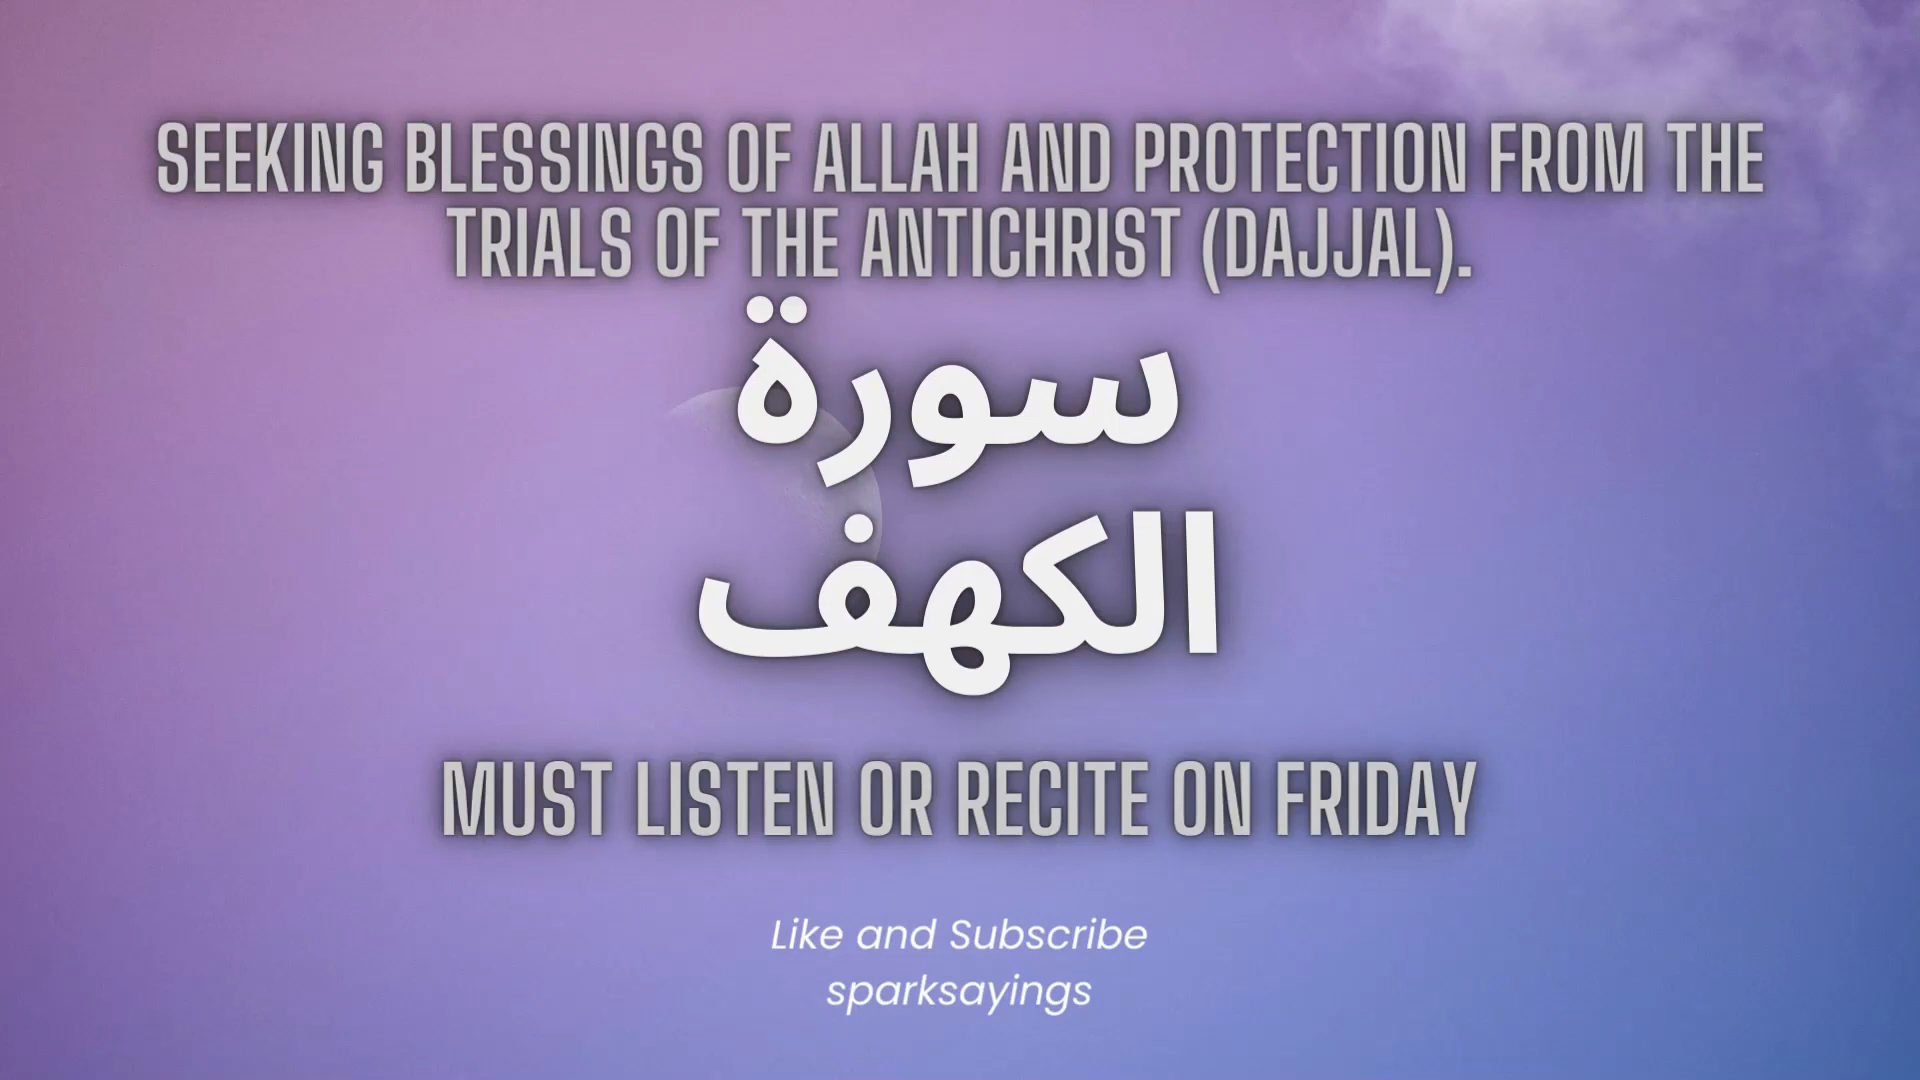 SEEKING BLESSINGS OF ALLAH AND PROTECTION FROM THE
TRIALS OF THE ANTICHRIST (DAJJAL).
سورة
الكهف
MUST LISTEN OR RECITE ON FRIDAY
Like and Subscribe
sparksayings